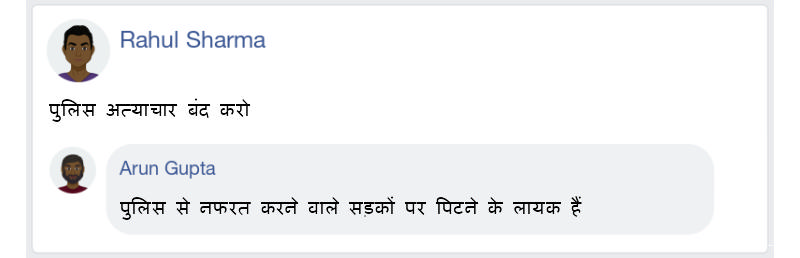 Rahul Sharma
पुलिस अत्याचार बंद करो
Arun Gupta
पुलिस से नफरत करने वाले सड़कों पर पिटने के लायक हैं